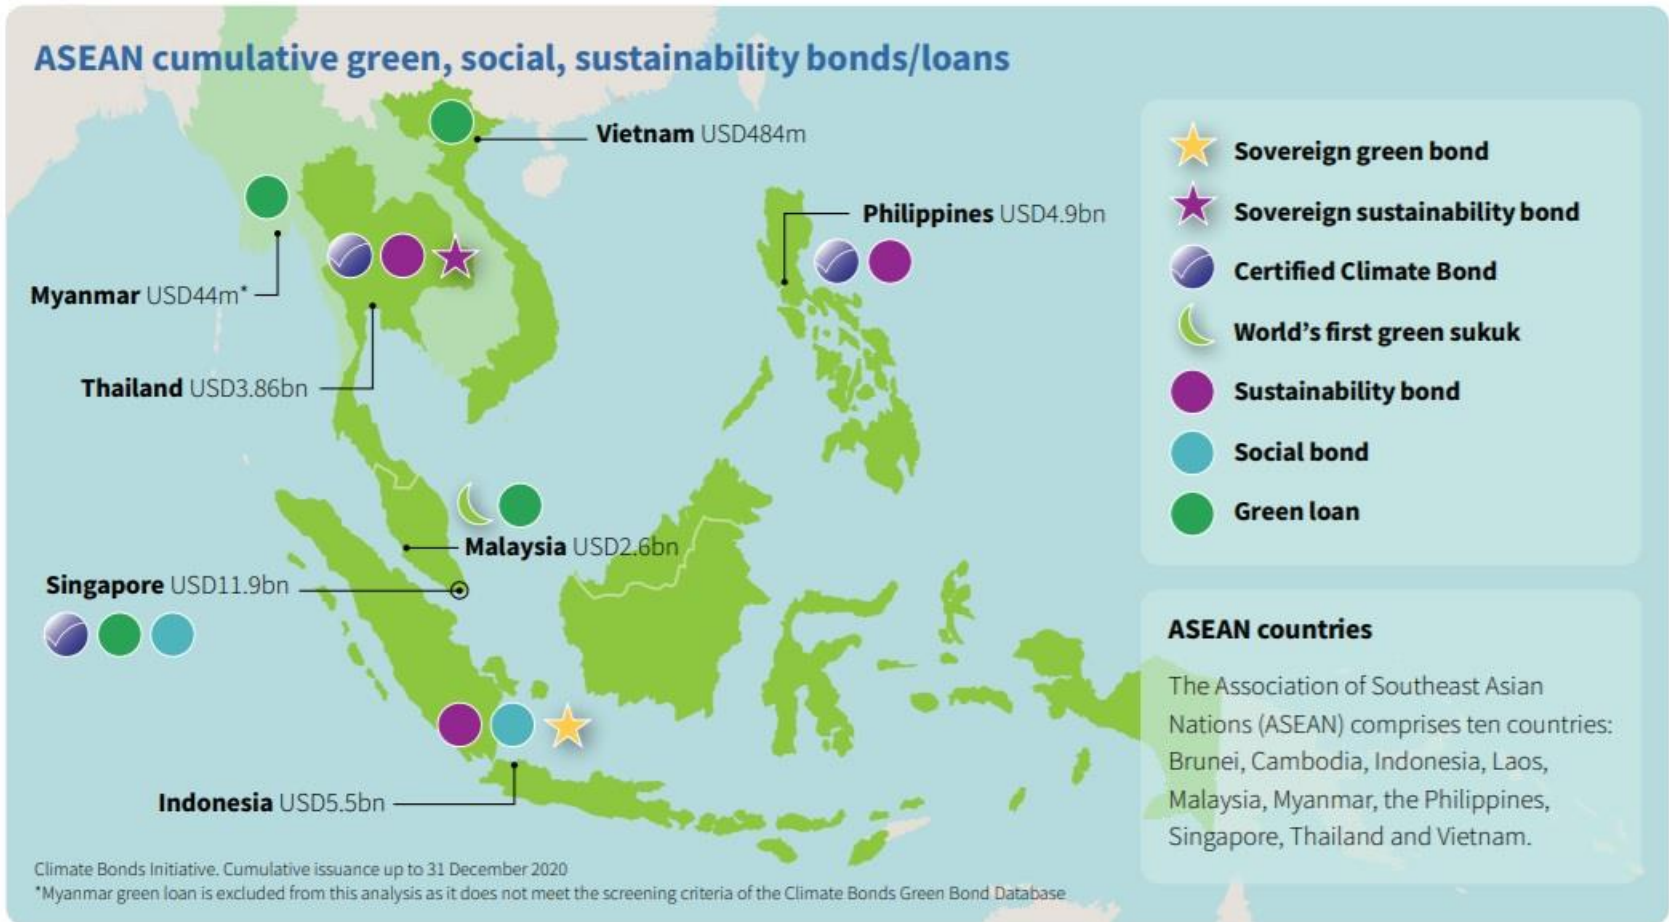 ASEAN cumulative green, social, sustainability bonds/loans
Vietnam USD484m
Philippines USD4.9bn
Myanmar USD44m*
Thailand USD3.86bn
Malaysia USD2.6bn
Singapore USD11.9bn
Indonesia USD5.5bn
Sovereign green bond
Sovereign sustainability bond
Certified Climate Bond
World's first green sukuk
Sustainability bond
Social bond
Green loan
ASEAN countries
The Association of Southeast Asian
Nations (ASEAN) comprises ten countries:
Brunei, Cambodia, Indonesia, Laos,
Malaysia, Myanmar, the Philippines,
Singapore, Thailand and Vietnam.
Climate Bonds Initiative. Cumulative issuance up to 31 December 2020
*Myanmar green loan is excluded from this analysis as it does not meet the screening criteria of the Climate Bonds Green Bond Database